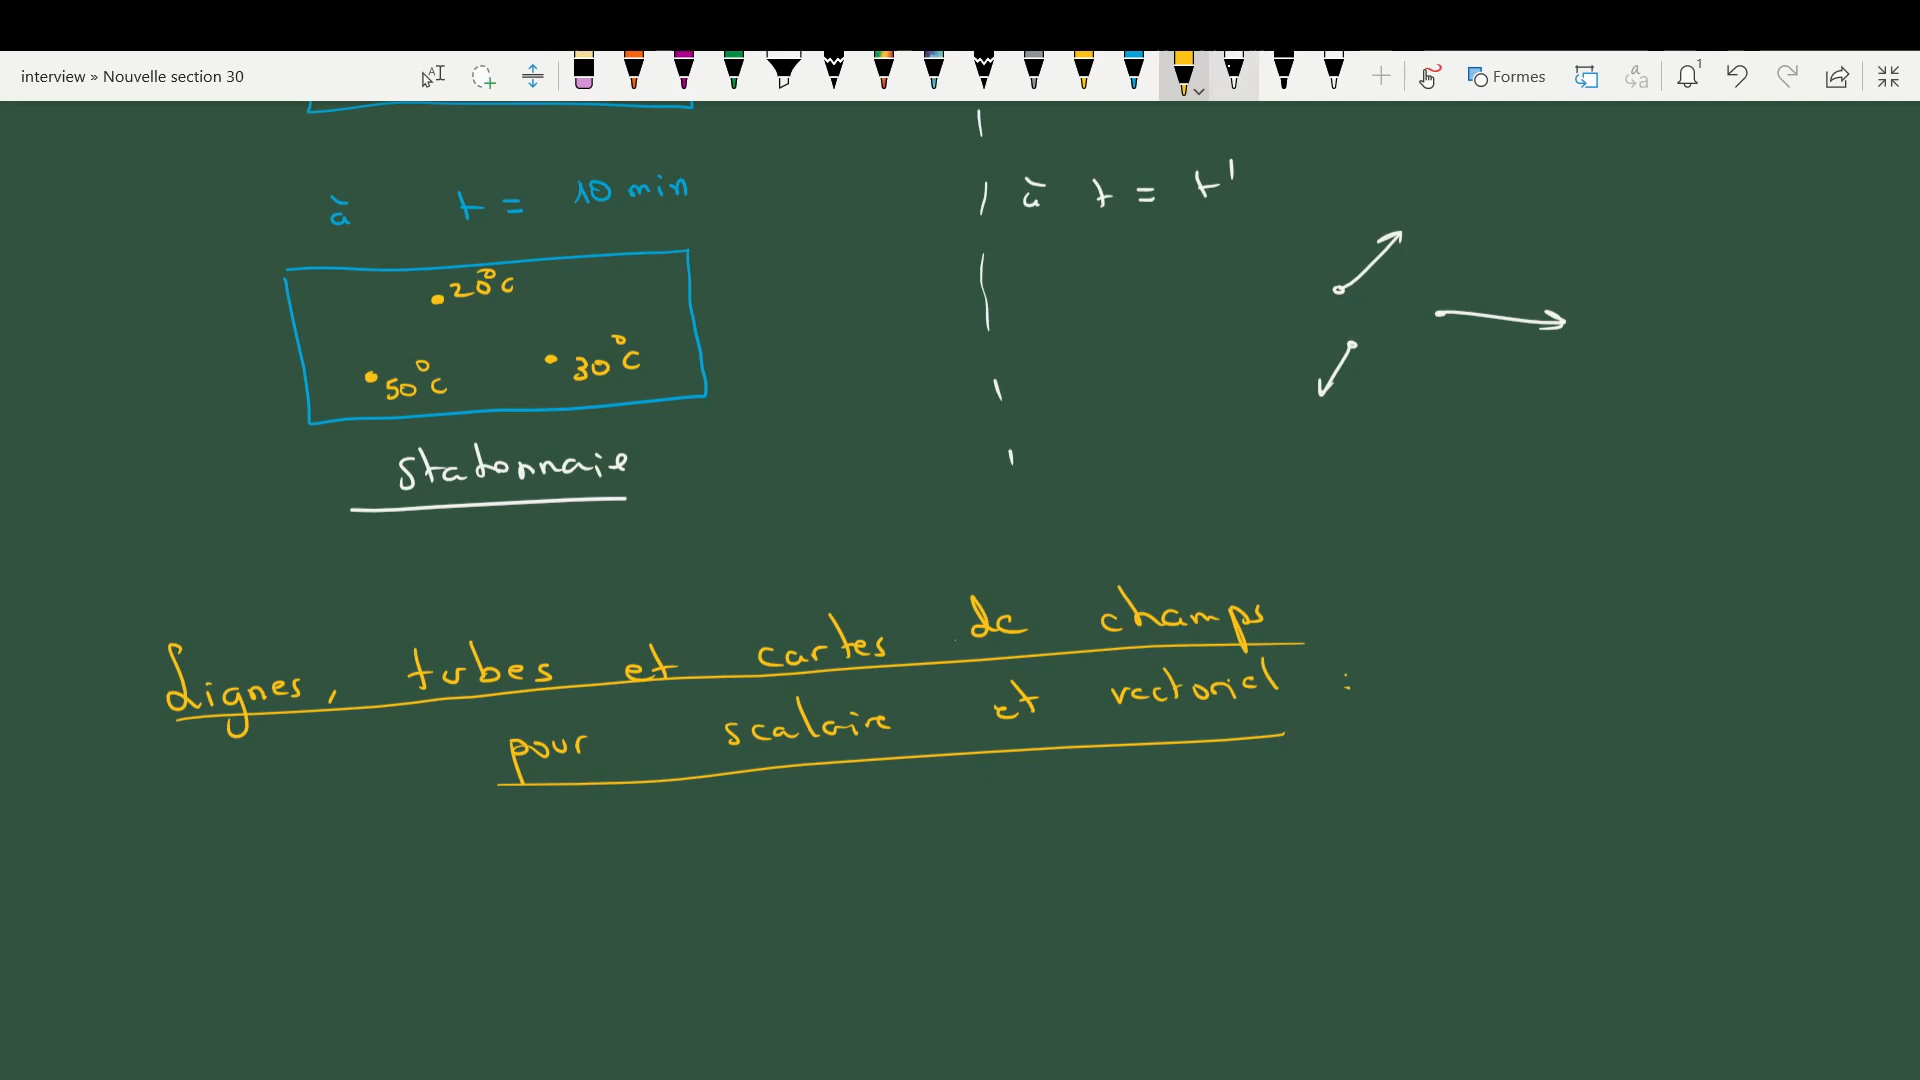 interview » Nouvelle section 30
Formes
1
à t = 10 min
20°C
50°C
30°C
stationnaire
à t = t'
Lignes, tubes et cartes de champs
pour scalaire et vectoriel :